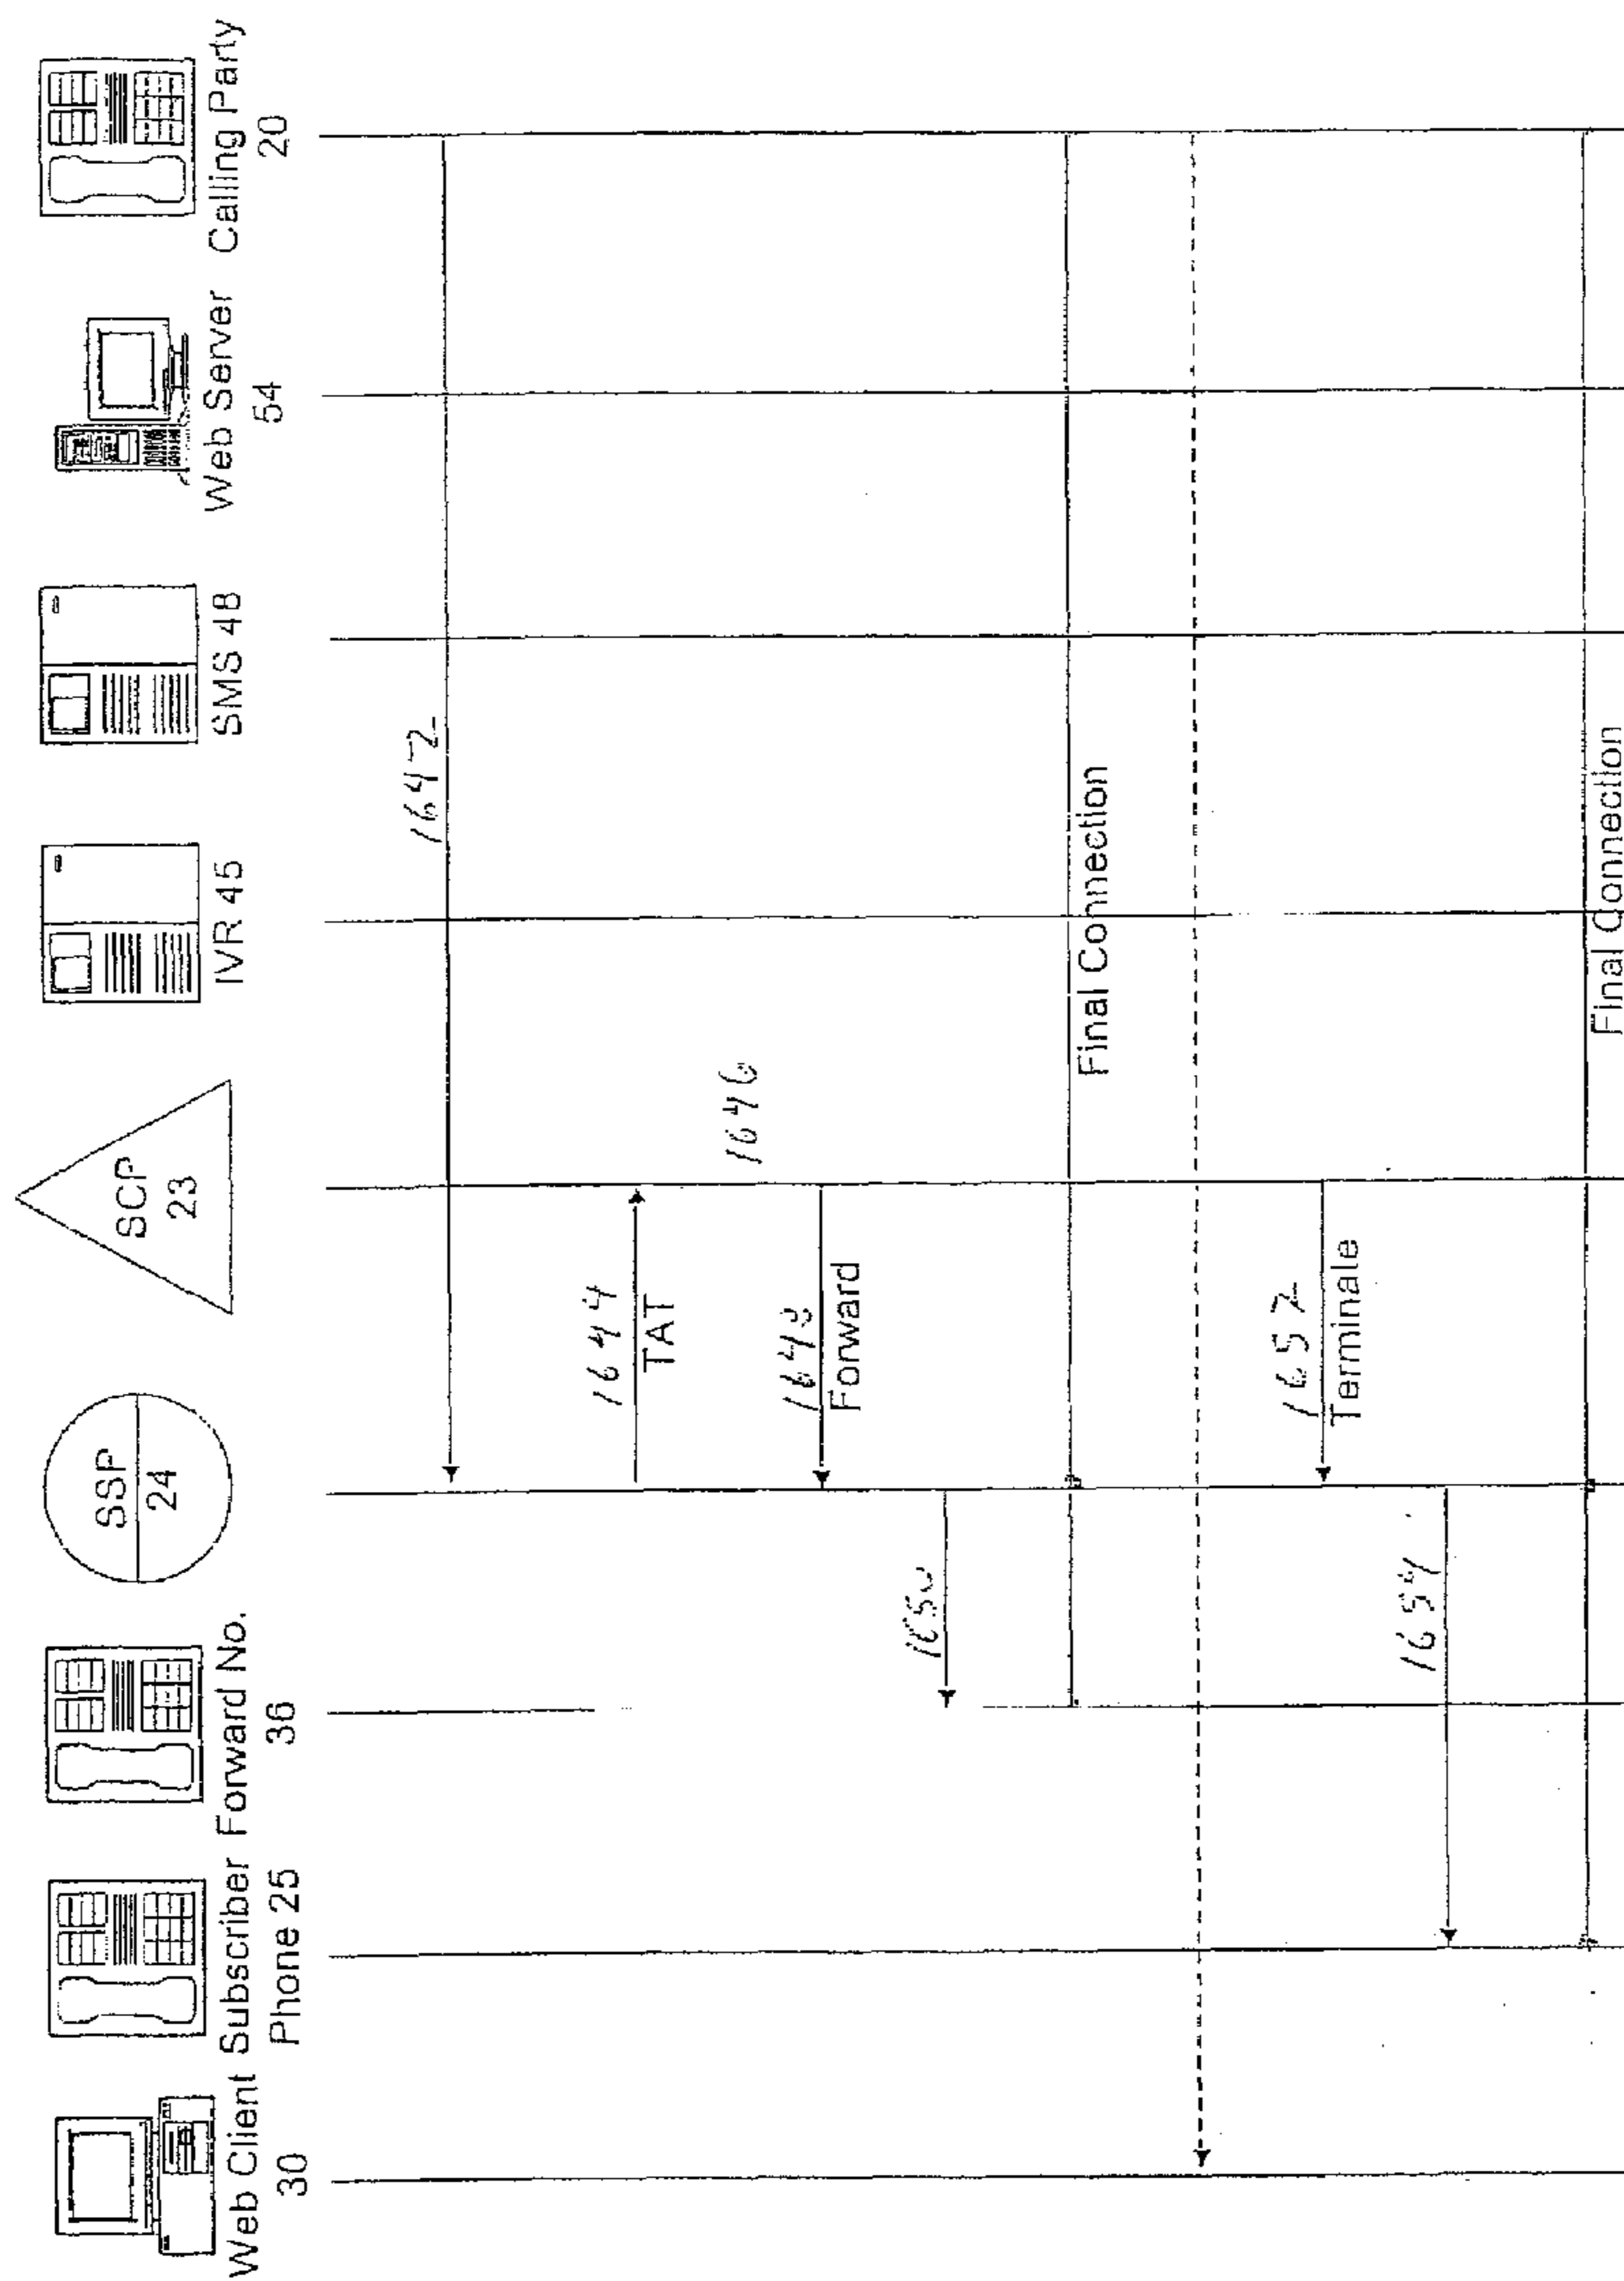 Web Client
30
Subscriber
Phone 25
Forward No.
36
SSP
24
SCP
23
IVR 45
SMS 48
Web Server
54
Calling Party
20
1642
1644
TAT
1646
1648
Forward
1650
Final Connection
1652
Terminate
1654
Final Connection